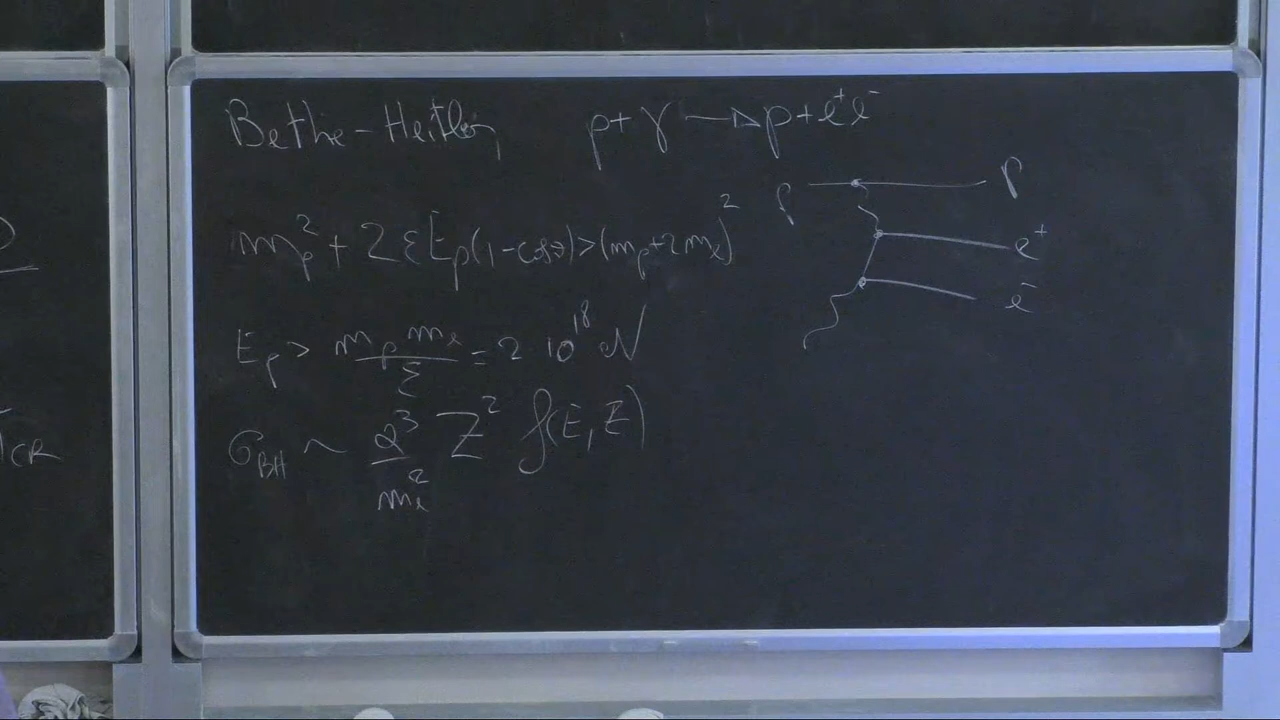 Bethe-Heitler p+γ→p+e⁺e⁻
m_p² + 2εE_p(1-cosθ)>(m_p+2m_e)²
E_p > m_p m_e / ε = 2 10¹⁸ eV
σ_BH ~ α³/m_e² Z² f(E, Z)
p p
e⁺
e⁻
CR